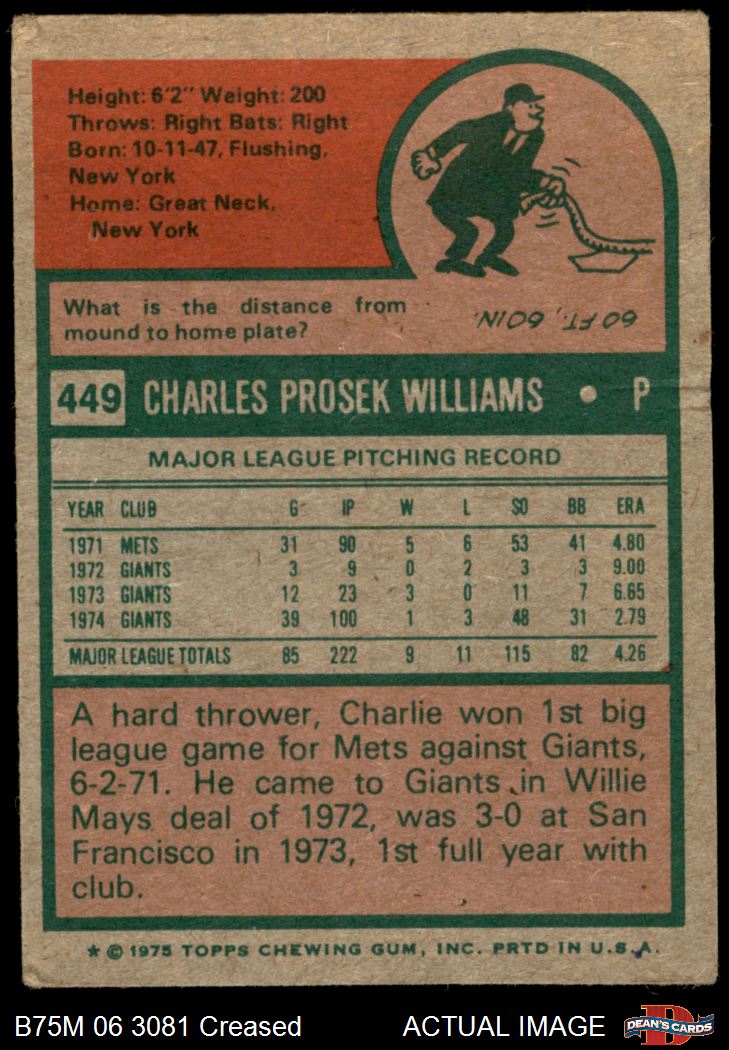 Height: 6'2" Weight: 200
Throws: Right Bats: Right
Born: 10-11-47, Flushing,
New York
Home: Great Neck,
New York
What is the distance from
mound to home plate?
60 FT., 60IN.
449 CHARLES PROSEK WILLIAMS • P
MAJOR LEAGUE PITCHING RECORD
YEAR CLUB G IP W L SO BB ERA
1971 METS 31 90 5 6 53 41 4.80
1972 GIANTS 3 9 0 2 3 3 9.00
1973 GIANTS 12 23 3 0 11 7 6.65
1974 GIANTS 39 100 1 3 48 31 2.79
MAJOR LEAGUE TOTALS 85 222 9 11 115 82 4.26
A hard thrower, Charlie won 1st big
league game for Mets against Giants,
6-2-71. He came to Giants in Willie
Mays deal of 1972, was 3-0 at San
Francisco in 1973, 1st full year with
club.
* © 1975 TOPPS CHEWING GUM, INC. PRTD IN U.S.A.
B75M 06 3081 Creased ACTUAL IMAGE
DEAN'S CARDS